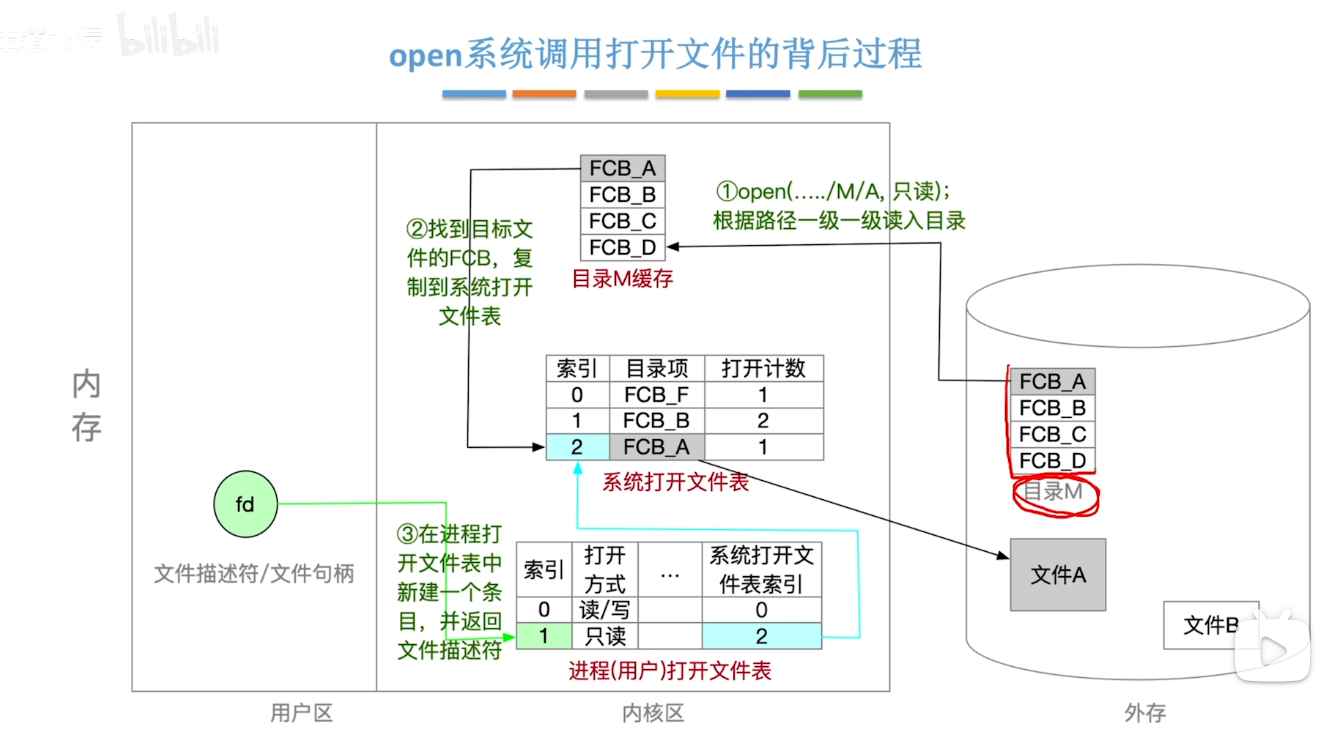 bilibili
open系统调用打开文件的背后过程
FCB_A
FCB_B
FCB_C
FCB_D
目录M缓存
①open(…../M/A, 只读)；
根据路径一级一级读入目录
②找到目标文
件的FCB，复
制到系统打开
文件表
索引 目录项 打开计数
0 FCB_F 1
1 FCB_B 2
2 FCB_A 1
系统打开文件表
内
存
fd
文件描述符/文件句柄
③在进程打
开文件表中
新建一个条
目，并返回
文件描述符
索引 打开
方式 … 系统打开文
件表索引
0 读/写 0
1 只读 2
进程(用户)打开文件表
FCB_A
FCB_B
FCB_C
FCB_D
目录M
文件A
文件B
用户区
内核区
外存